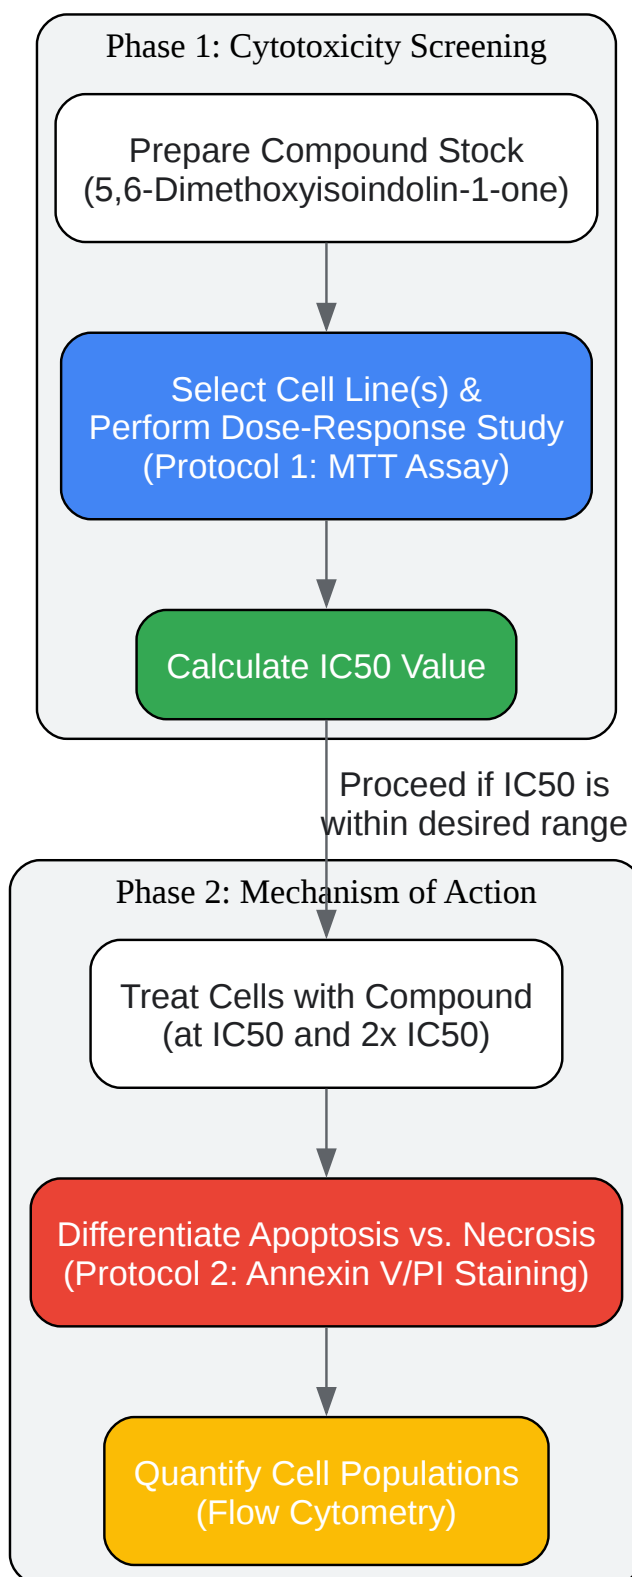 Phase 1: Cytotoxicity Screening
Prepare Compound Stock
(5,6-Dimethoxyisoindolin-1-one)
Select Cell Line(s) &
Perform Dose-Response Study
(Protocol 1: MTT Assay)
Calculate IC50 Value
Proceed if IC50 is
within desired range
Phase 2: Mechanism of Action
Treat Cells with Compound
(at IC50 and 2x IC50)
Differentiate Apoptosis vs. Necrosis
(Protocol 2: Annexin V/PI Staining)
Quantify Cell Populations
(Flow Cytometry)